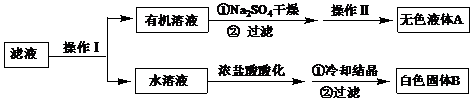 滤液
操作Ⅰ
有机溶液
①Na₂SO₄干燥
② 过滤
操作Ⅱ
无色液体A
水溶液
浓盐酸酸化
①冷却结晶
②过滤
白色固体B